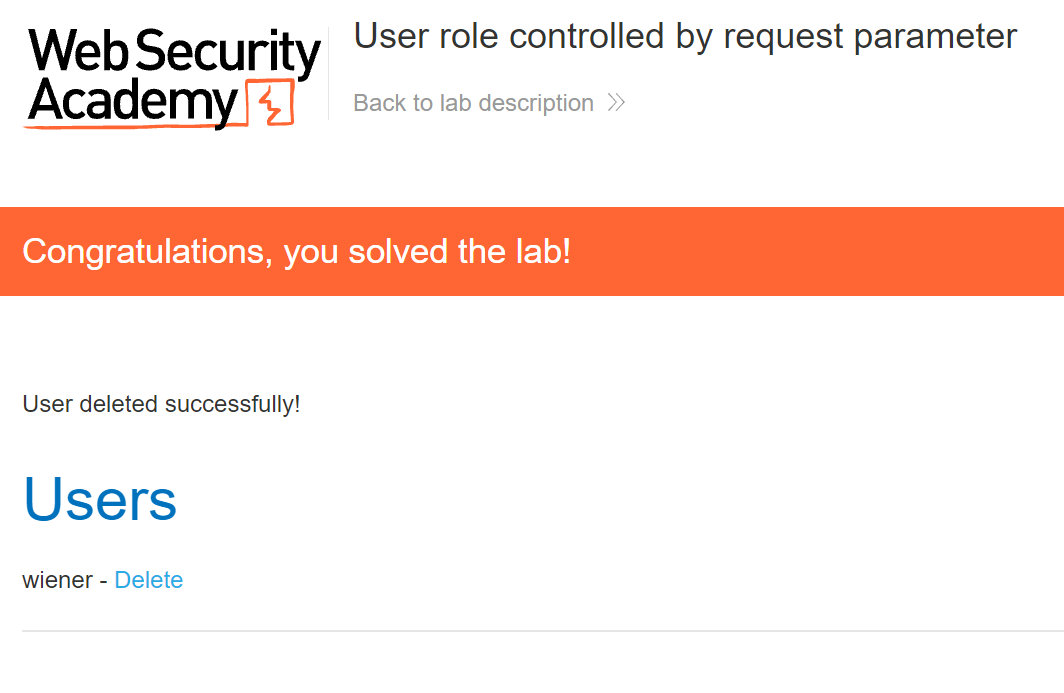 Web Security
Academy
User role controlled by request parameter
Back to lab description
Congratulations, you solved the lab!
User deleted successfully!
Users
wiener - Delete